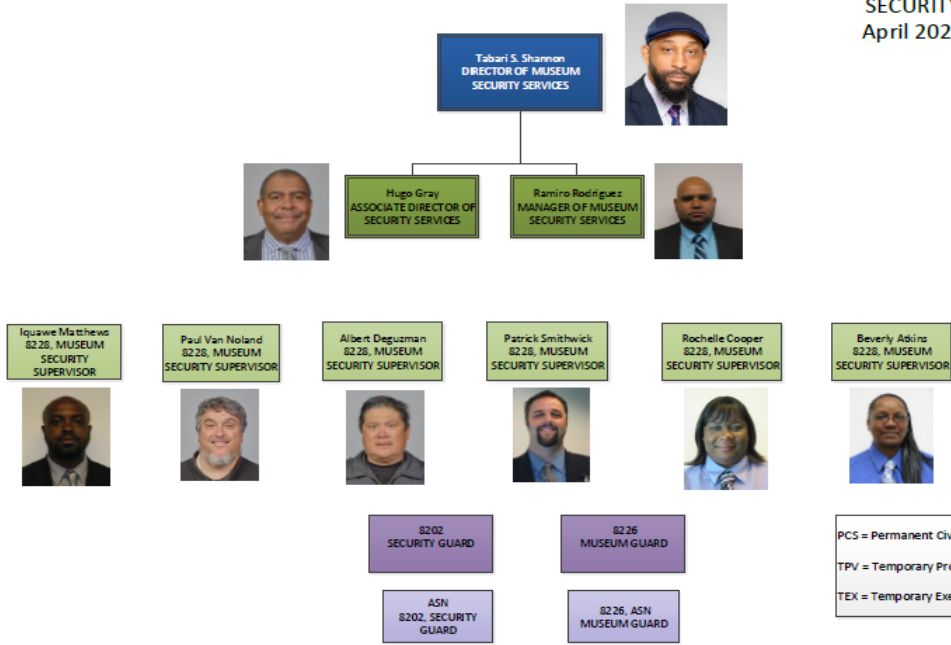 SECURITY
April 202
Tabari S. Shannon
DIRECTOR OF MUSEUM
SECURITY SERVICES
Hugo Gray
ASSOCIATE DIRECTOR OF
SECURITY SERVICES
Ramiro Rodriguez
MANAGER OF MUSEUM
SECURITY SERVICES
Iquawe Matthews
8228, MUSEUM
SECURITY
SUPERVISOR
Paul Van Noland
8228, MUSEUM
SECURITY SUPERVISOR
Albert Deguzman
8228, MUSEUM
SECURITY SUPERVISOR
Patrick Smithwick
8228, MUSEUM
SECURITY SUPERVISOR
Rochelle Cooper
8228, MUSEUM
SECURITY SUPERVISOR
Beverly Atkins
8228, MUSEUM
SECURITY SUPERVISOR
8202
SECURITY GUARD
8226
MUSEUM GUARD
ASN
8202, SECURITY
GUARD
8226, ASN
MUSEUM GUARD
PCS = Permanent Civ
TPV = Temporary Pro
TEX = Temporary Exe